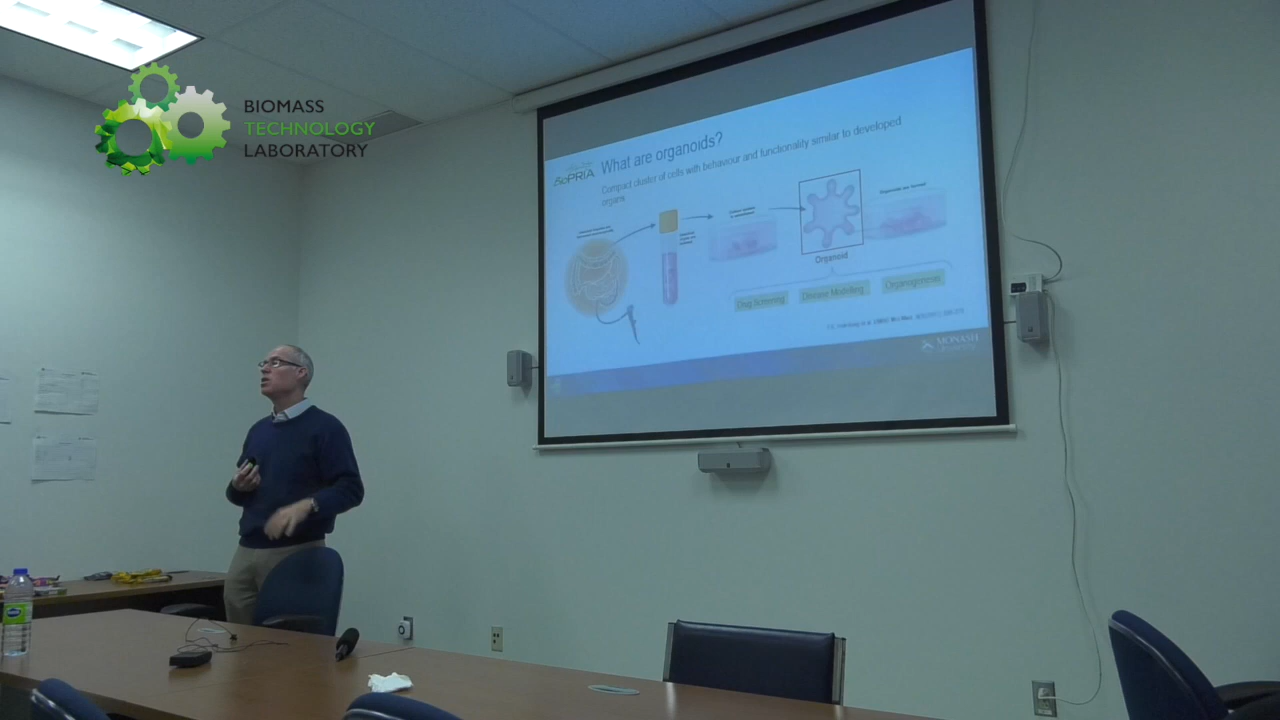 BIOMASS
TECHNOLOGY
LABORATORY
BioPRIA
What are organoids?
Compact cluster of cells with behaviour and functionality similar to developed
organs
Organoid
Drug Screening
Disease Modelling
Organogenesis
MONASH